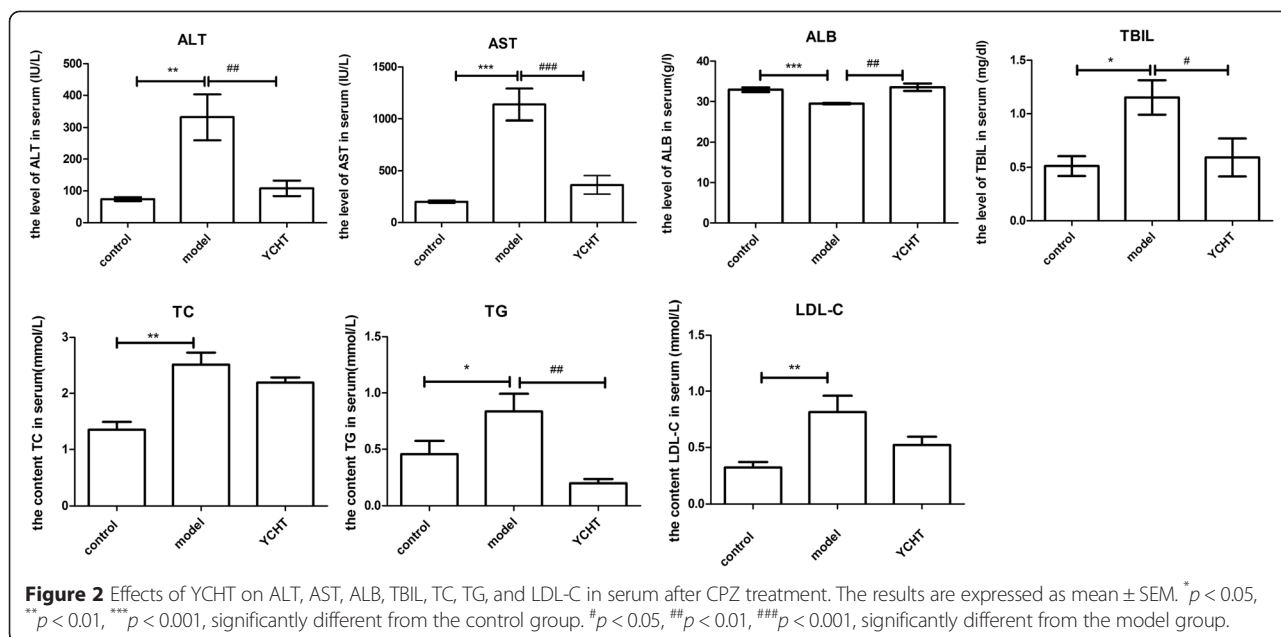 ALT
the level of ALT in serum (IU/L)
500
400
300
200
100
0
**
##
control
model
YCHT
AST
the level of AST in serum (IU/L)
1500
1000
500
0
***
###
control
model
YCHT
ALB
the level of ALB in serum(g/l)
40
30
20
10
0
***
##
control
model
YCHT
TBIL
the level of TBIL in serum (mg/dl)
1.5
1.0
0.5
0.0
*
#
control
model
YCHT
TC
the content TC in serum(mmol/L)
3
2
1
0
**
control
model
YCHT
TG
the content TG in serum(mmol/L)
1.5
1.0
0.5
0.0
*
##
control
model
YCHT
LDL-C
the content LDL-C in serum (mmol/L)
1.5
1.0
0.5
0.0
**
control
model
YCHT
Figure 2 Effects of YCHT on ALT, AST, ALB, TBIL, TC, TG, and LDL-C in serum after CPZ treatment. The results are expressed as mean ± SEM. *p < 0.05,
**p < 0.01, ***p < 0.001, significantly different from the control group. #p < 0.05, ##p < 0.01, ###p < 0.001, significantly different from the model group.